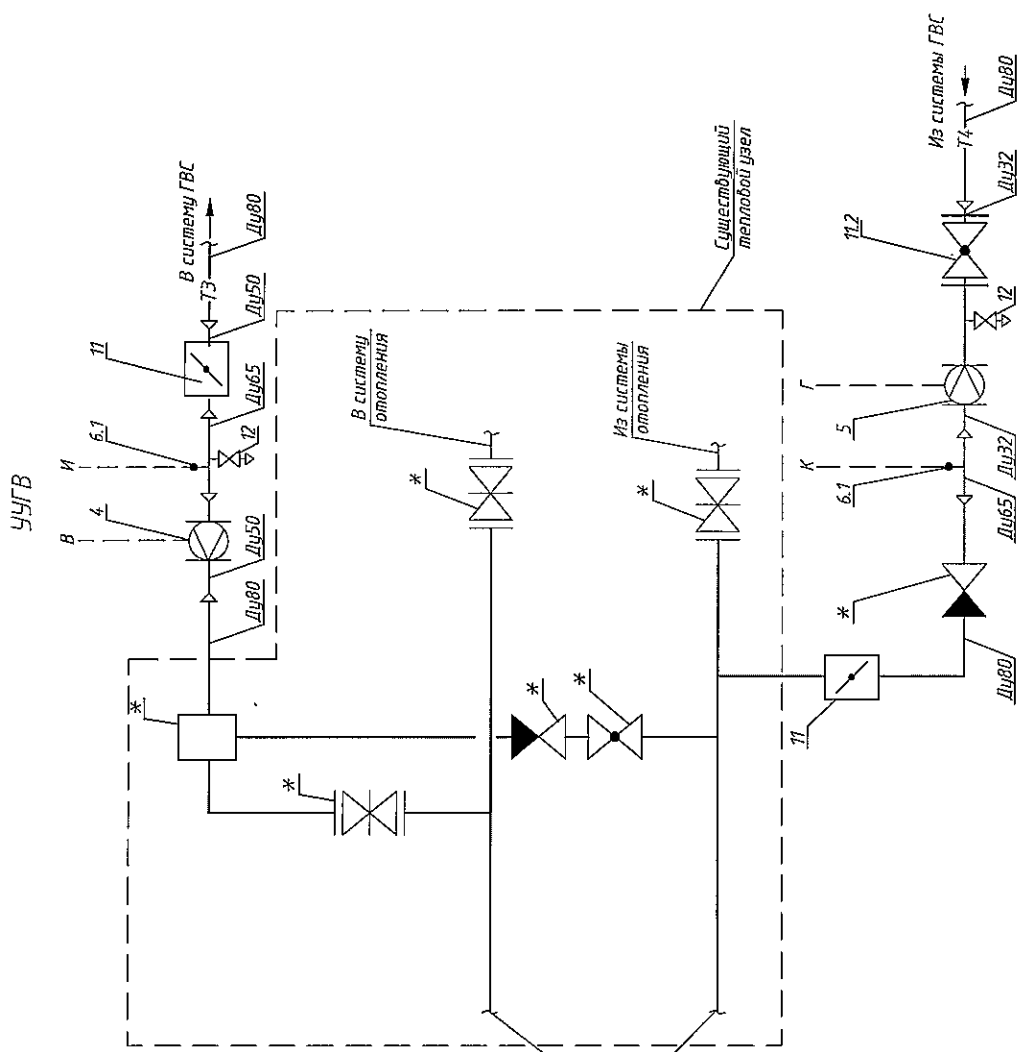 УУГВ
В
4
И
6.1
11
В систему ГВС
Т3
Ду80
Ду50
Ду65
12
Ду50
Ду80
*
*
В систему
отопления
*
Существующий
тепловой узел
Из системы
отопления
*
*
*
Из системы ГВС
Т4
Ду80
Ду32
11.2
12
Г
5
К
6.1
Ду32
Ду65
*
Ду80
11